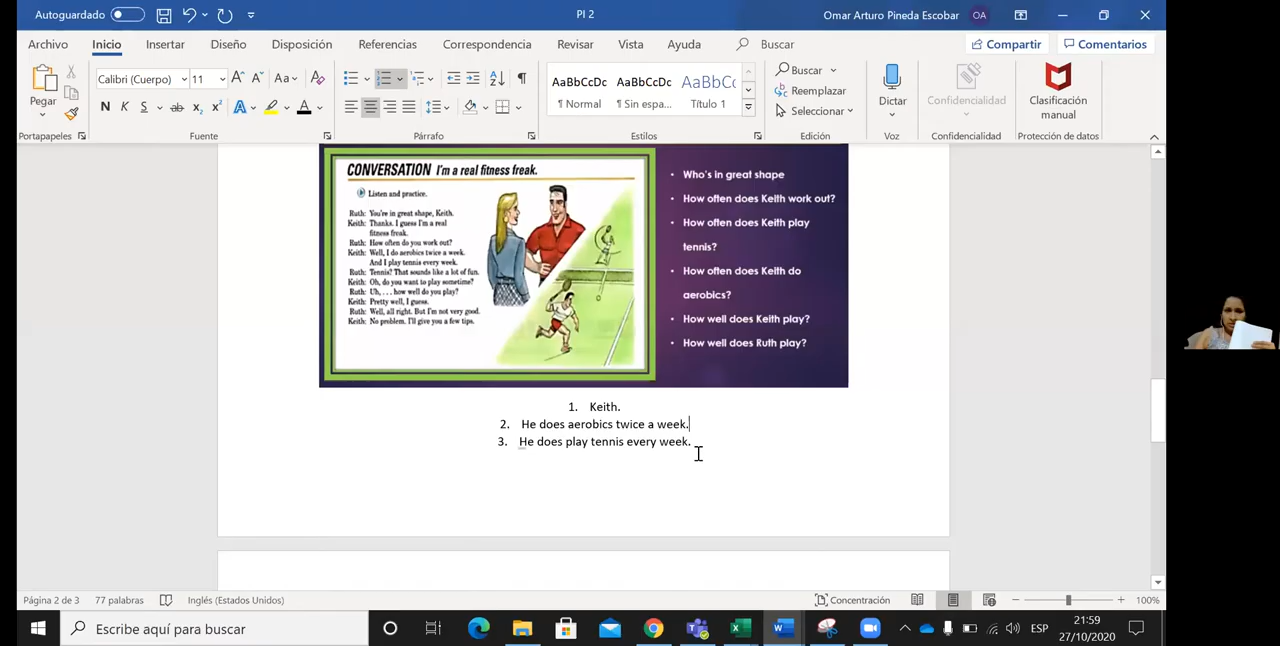 Autoguardado
PI 2
Omar Arturo Pineda Escobar
OA
Archivo
Inicio
Insertar
Diseño
Disposición
Referencias
Correspondencia
Revisar
Vista
Ayuda
Buscar
Compartir
Comentarios
Pegar
Calibri (Cuerpo)
11
Aa
N K S ab x₂ x²
AaBbCcDc AaBbCcDc AaBbCc
¶ Normal
¶ Sin espa...
Título 1
Buscar
Reemplazar
Seleccionar
Dictar
Confidencialidad
Clasificación
manual
Portapapeles
Fuente
Párrafo
Estilos
Edición
Voz
Confidencialidad
Protección de datos
CONVERSATION I'm a real fitness freak.
Listen and practice.
Ruth: You're in great shape, Keith.
Keith: Thanks. I guess I'm a real
fitness freak.
Ruth: How often do you work out?
Keith: Well, I do aerobics twice a week.
And I play tennis every week.
Ruth: Tennis? That sounds like a lot of fun.
Keith: Oh, do you want to play sometime?
Ruth: Uh, . . . how well do you play?
Keith: Pretty well, I guess.
Ruth: Well, all right. But I'm not very good.
Keith: No problem. I'll give you a few tips.
• Who's in great shape
• How often does Keith work out?
• How often does Keith play
tennis?
• How often does Keith do
aerobics?
• How well does Keith play?
• How well does Ruth play?
1. Keith.
2. He does aerobics twice a week.
3. He does play tennis every week.
Página 2 de 3
77 palabras
Inglés (Estados Unidos)
Concentración
100%
Escribe aquí para buscar
ESP
21:59
27/10/2020